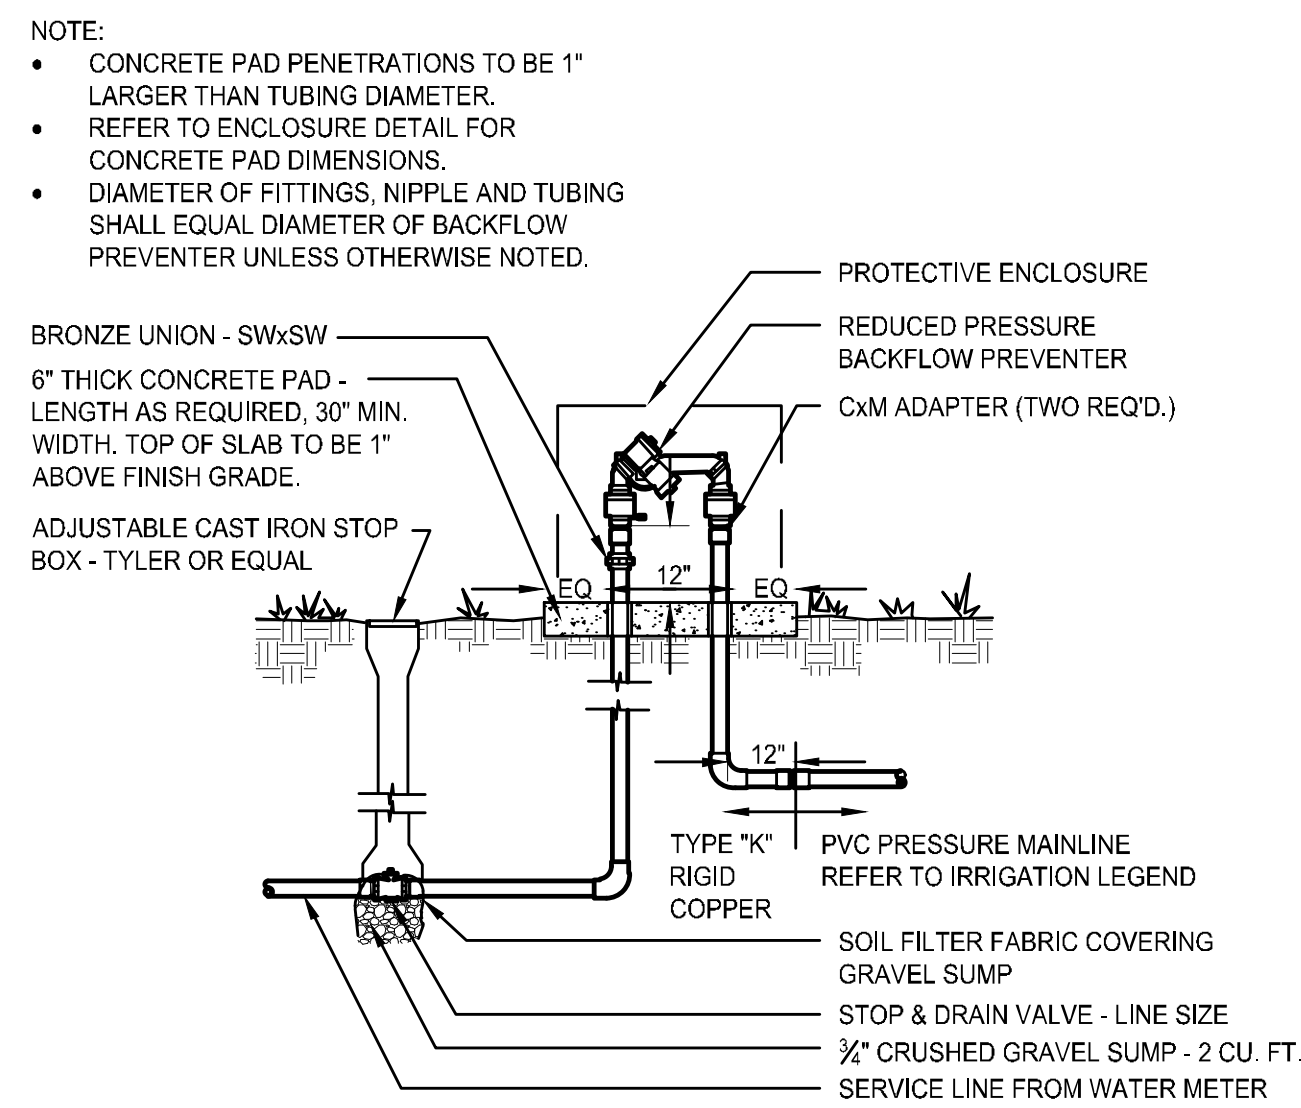 NOTE:
• CONCRETE PAD PENETRATIONS TO BE 1"
LARGER THAN TUBING DIAMETER.
• REFER TO ENCLOSURE DETAIL FOR
CONCRETE PAD DIMENSIONS.
• DIAMETER OF FITTINGS, NIPPLE AND TUBING
SHALL EQUAL DIAMETER OF BACKFLOW
PREVENTER UNLESS OTHERWISE NOTED.
BRONZE UNION - SWxSW
6" THICK CONCRETE PAD -
LENGTH AS REQUIRED, 30" MIN.
WIDTH. TOP OF SLAB TO BE 1"
ABOVE FINISH GRADE.
ADJUSTABLE CAST IRON STOP
BOX - TYLER OR EQUAL
PROTECTIVE ENCLOSURE
REDUCED PRESSURE
BACKFLOW PREVENTER
CxM ADAPTER (TWO REQ'D.)
EQ 12" EQ
12"
TYPE "K"
RIGID
COPPER
PVC PRESSURE MAINLINE
REFER TO IRRIGATION LEGEND
SOIL FILTER FABRIC COVERING
GRAVEL SUMP
STOP & DRAIN VALVE - LINE SIZE
¾" CRUSHED GRAVEL SUMP - 2 CU. FT.
SERVICE LINE FROM WATER METER